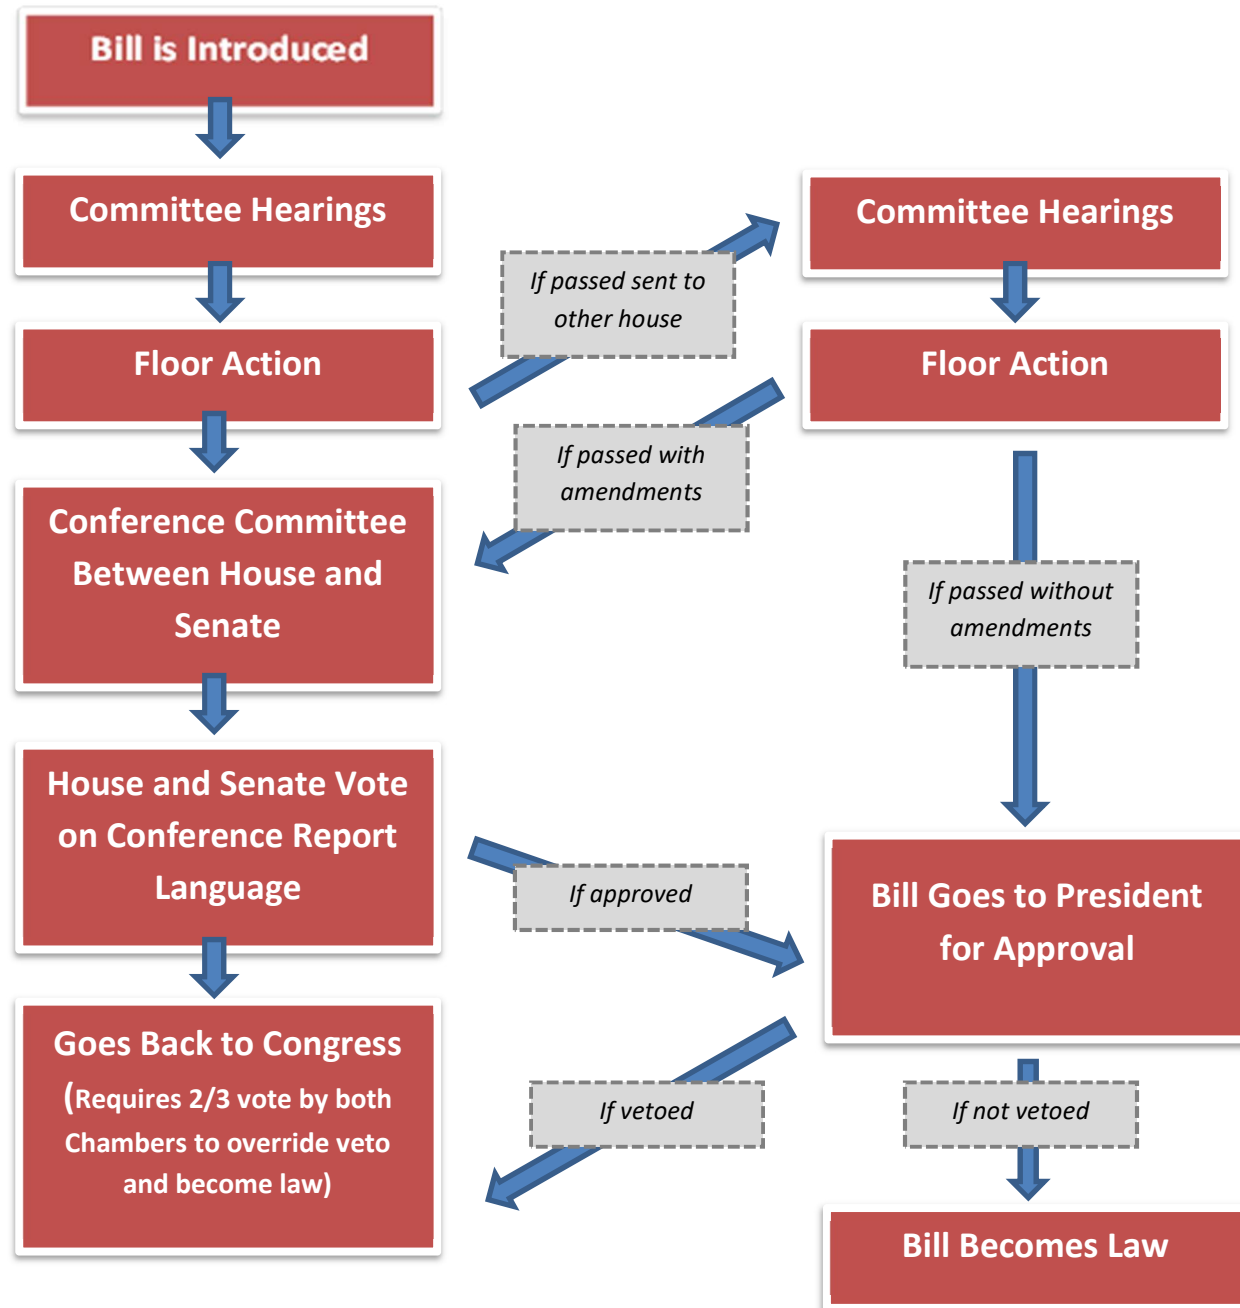 Bill is Introduced
Committee Hearings
Committee Hearings
If passed sent to
other house
Floor Action
Floor Action
If passed with
amendments
Conference Committee
Between House and
Senate
If passed without
amendments
House and Senate Vote
on Conference Report
Language
If approved
Bill Goes to President
for Approval
Goes Back to Congress
(Requires 2/3 vote by both
Chambers to override veto
and become law)
If vetoed
If not vetoed
Bill Becomes Law